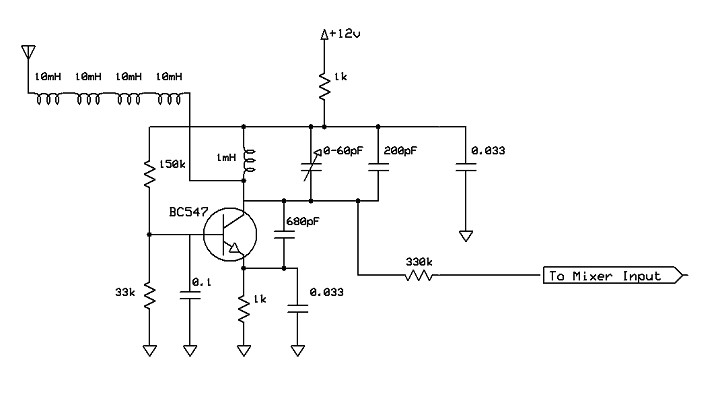 +12v
10mH 10mH 10mH 10mH
1k
1mH
0-60pF
200pF
0.033
150k
BC547
680pF
330k
To Mixer Input
33k
0.1
1k
0.033